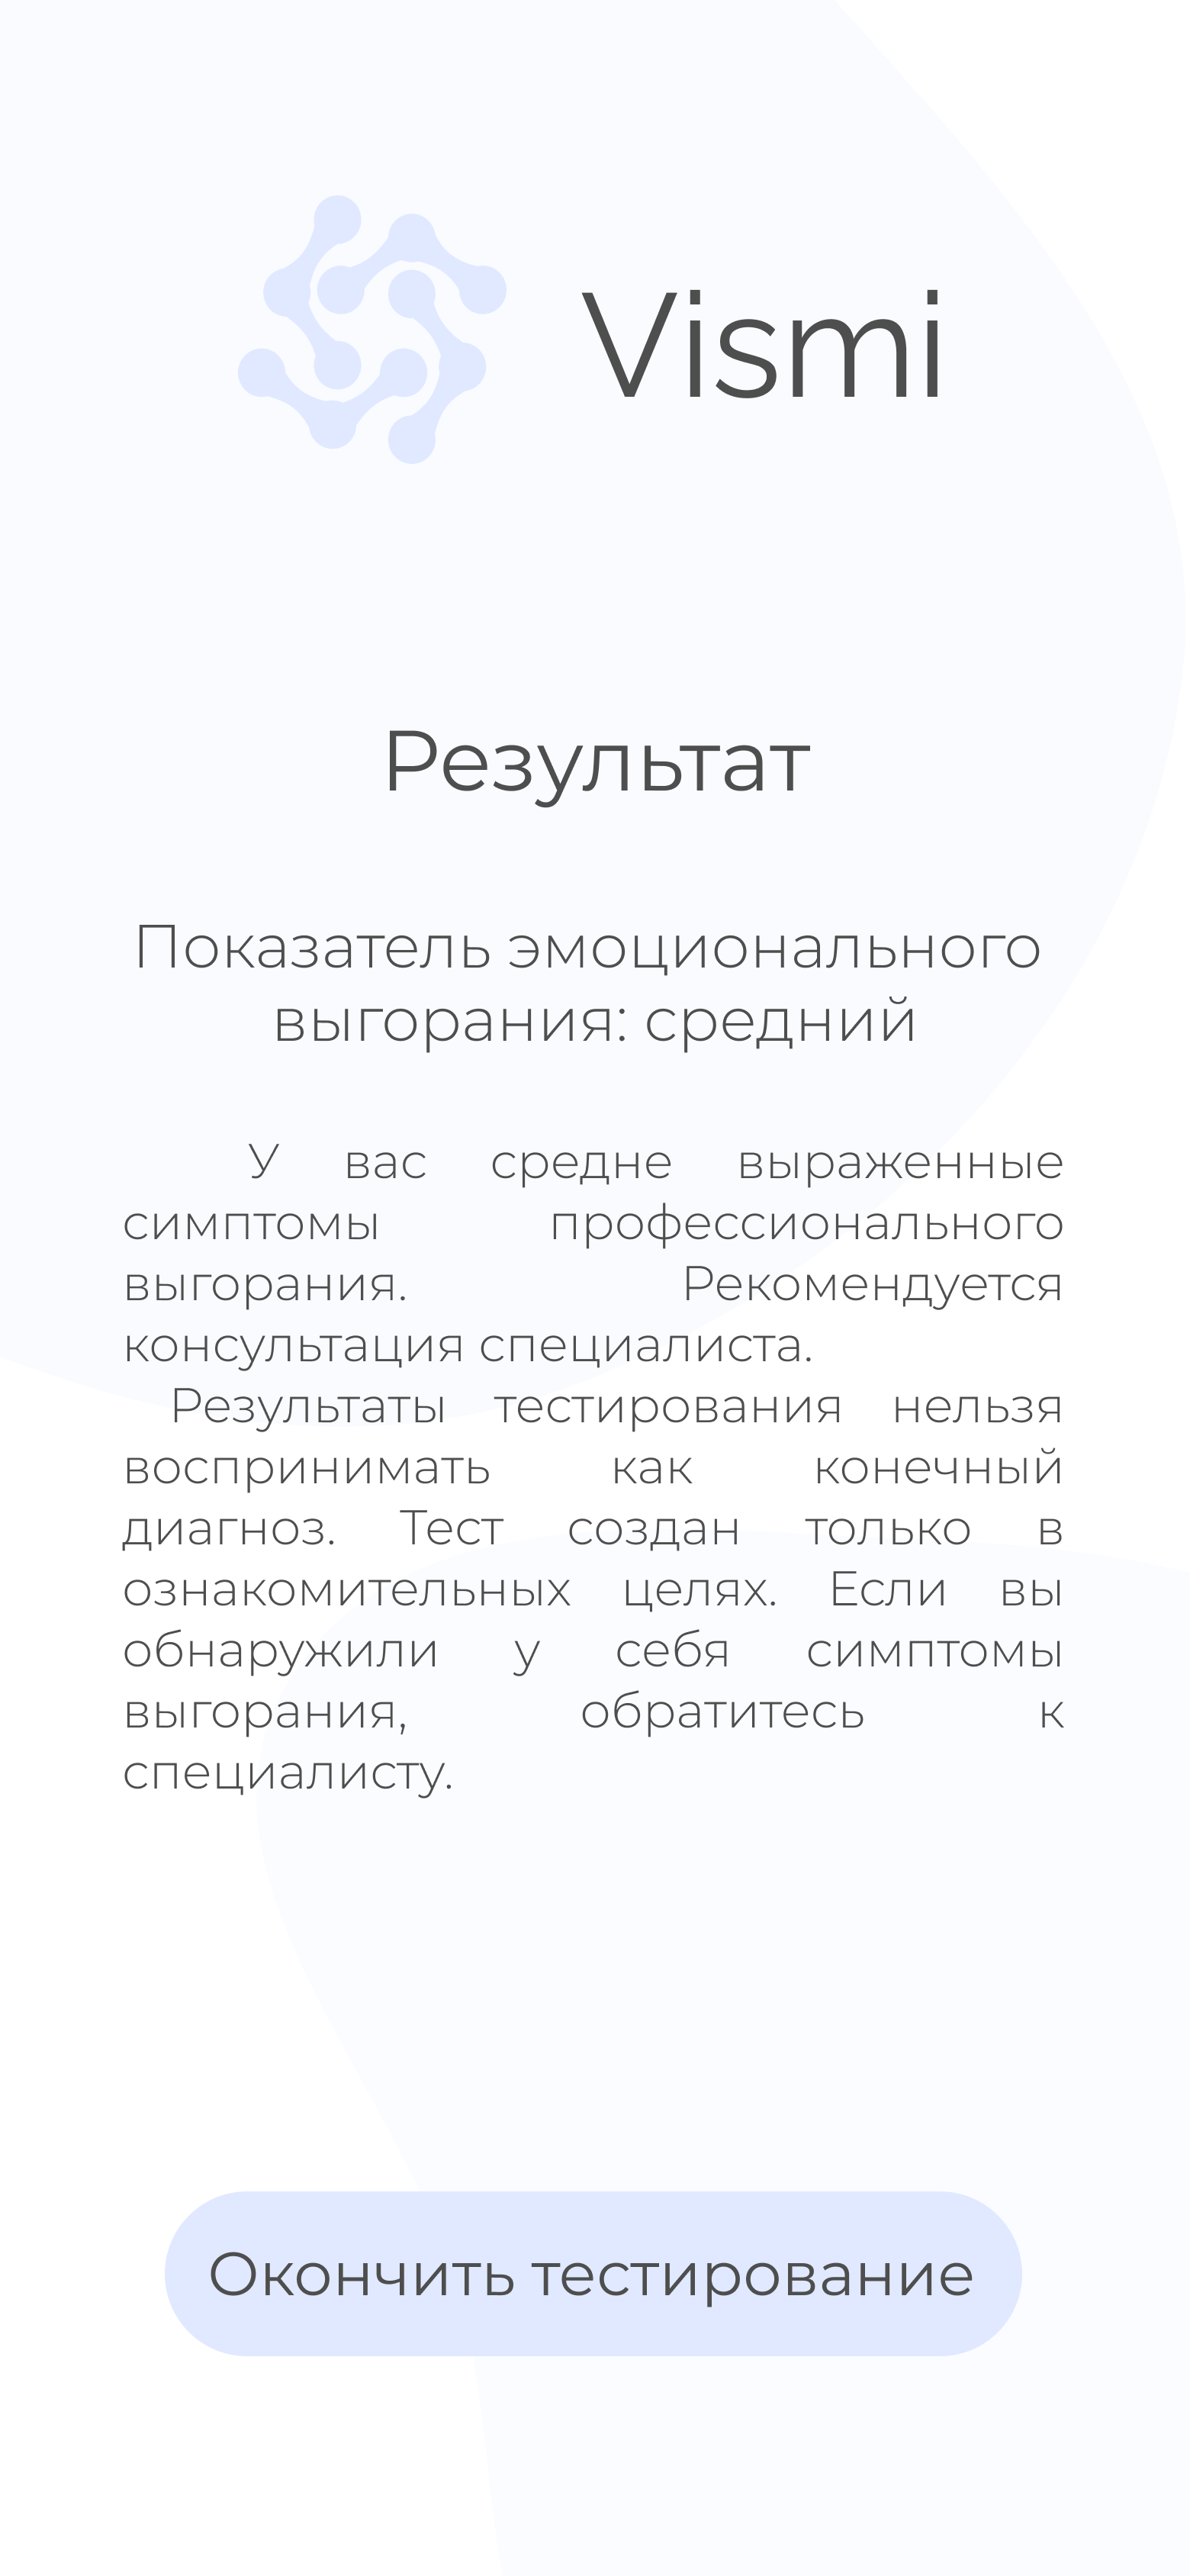 Vismi
Результат
Показатель эмоционального
выгорания: средний
У вас средне выраженные
симптомы профессионального
выгорания. Рекомендуется
консультация специалиста.
Результаты тестирования нельзя
воспринимать как конечный
диагноз. Тест создан только в
ознакомительных целях. Если вы
обнаружили у себя симптомы
выгорания, обратитесь к
специалисту.
Окончить тестирование